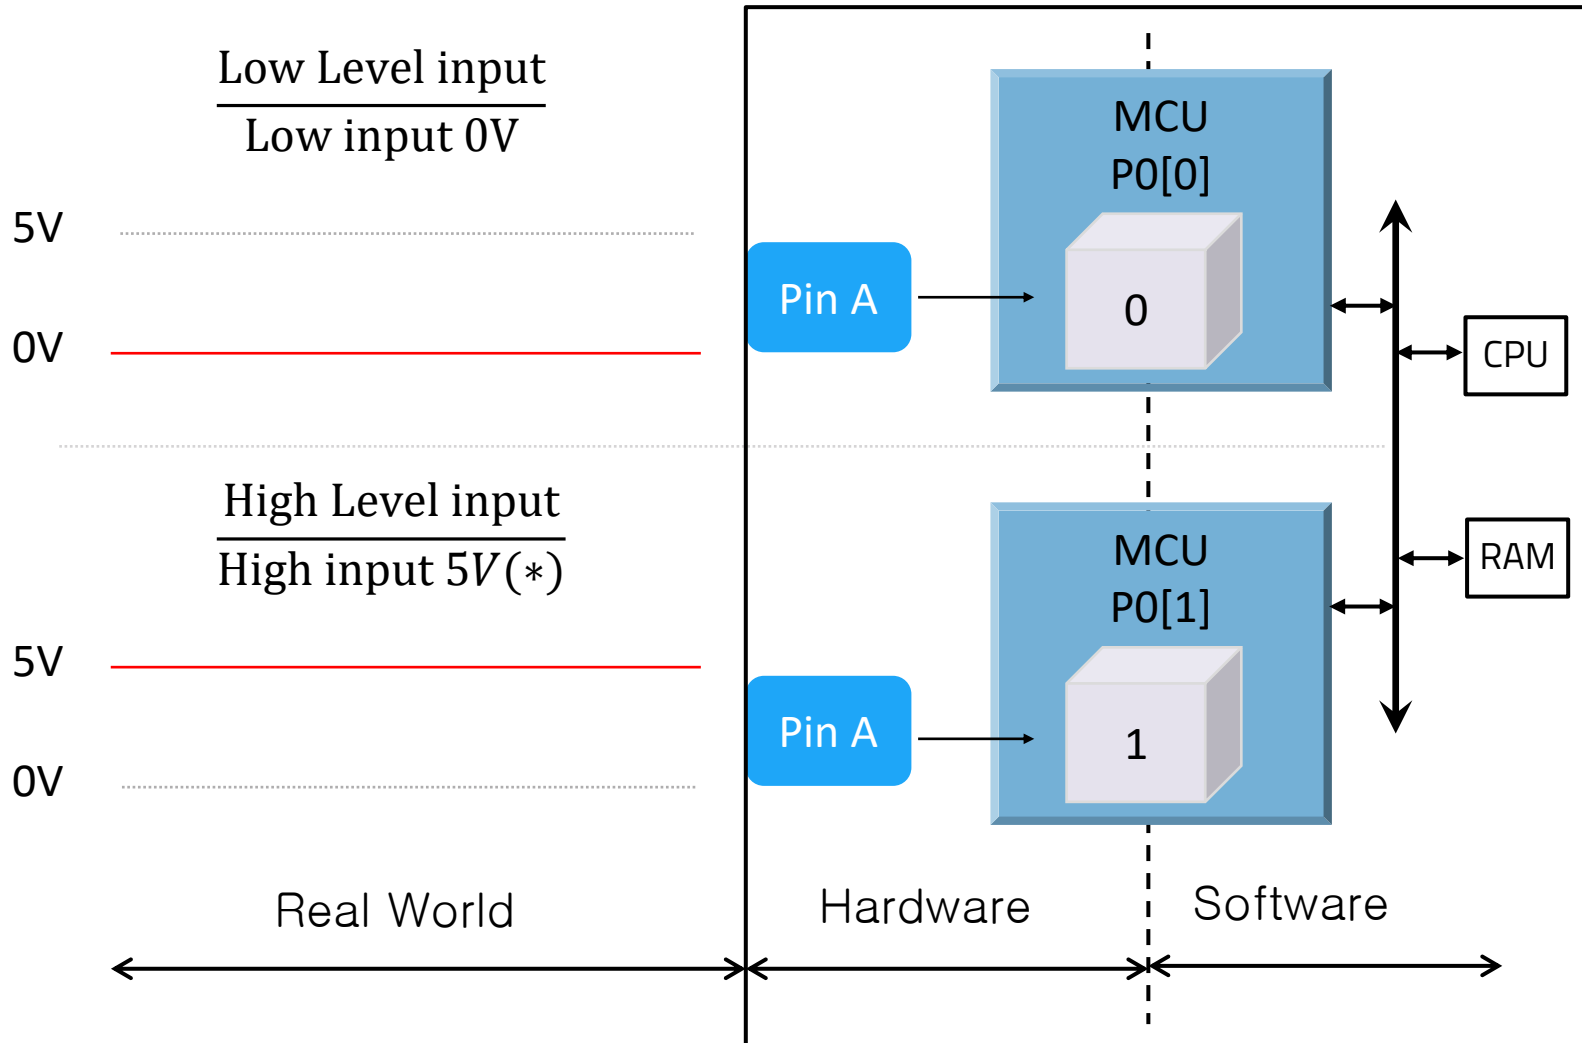 Low Level input
Low input 0V
5V
0V
Pin A
MCU
P0[0]
0
CPU
High Level input
High input 5V(∗)
5V
0V
Pin A
MCU
P0[1]
1
RAM
Real World
Hardware
Software